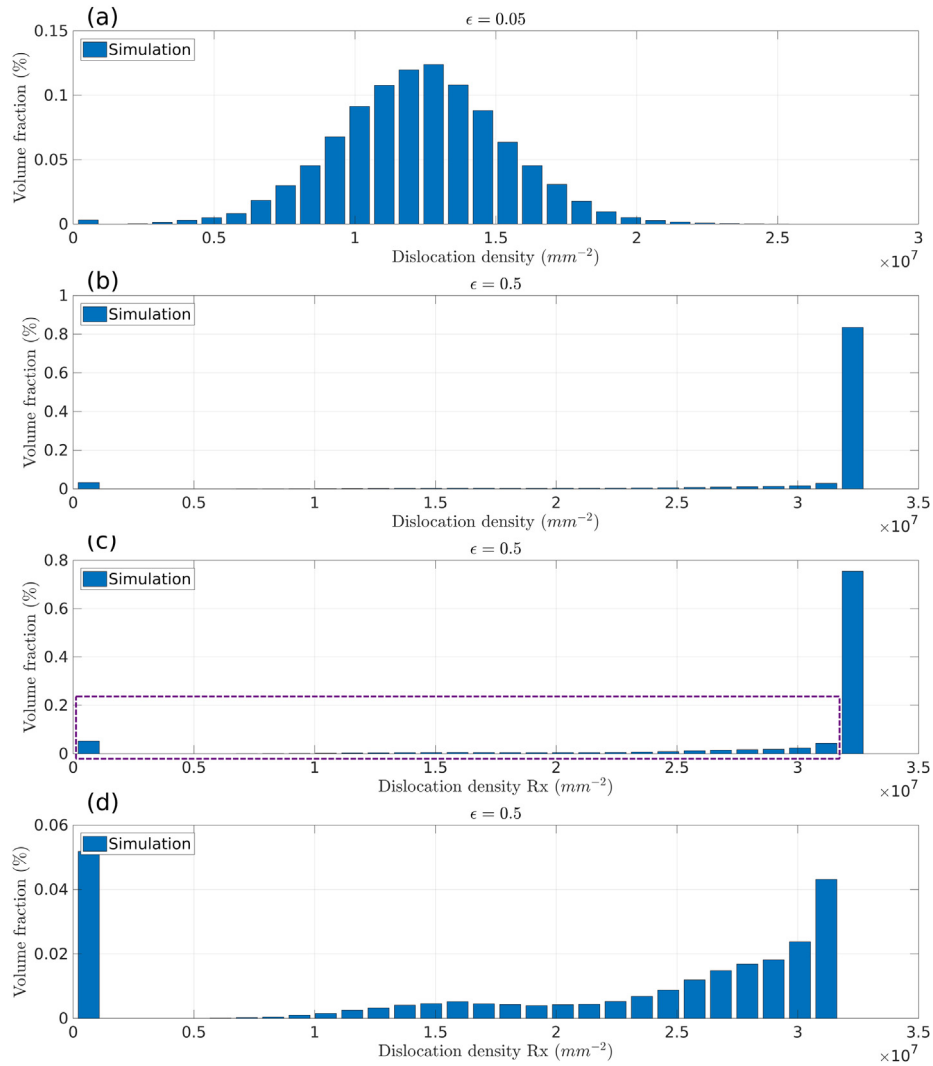 (a)
ϵ = 0.05
Simulation
Volume fraction (%)
0.15
0.1
0.05
0
0 0.5 1 1.5 2 2.5 3
×10⁷
Dislocation density (mm⁻²)
(b)
ϵ = 0.5
Simulation
Volume fraction (%)
1
0.8
0.6
0.4
0.2
0
0 0.5 1 1.5 2 2.5 3 3.5
×10⁷
Dislocation density (mm⁻²)
(c)
ϵ = 0.5
Simulation
Volume fraction (%)
0.8
0.6
0.4
0.2
0
0 0.5 1 1.5 2 2.5 3 3.5
×10⁷
Dislocation density Rx (mm⁻²)
(d)
ϵ = 0.5
Simulation
Volume fraction (%)
0.06
0.04
0.02
0
0 0.5 1 1.5 2 2.5 3 3.5
×10⁷
Dislocation density Rx (mm⁻²)